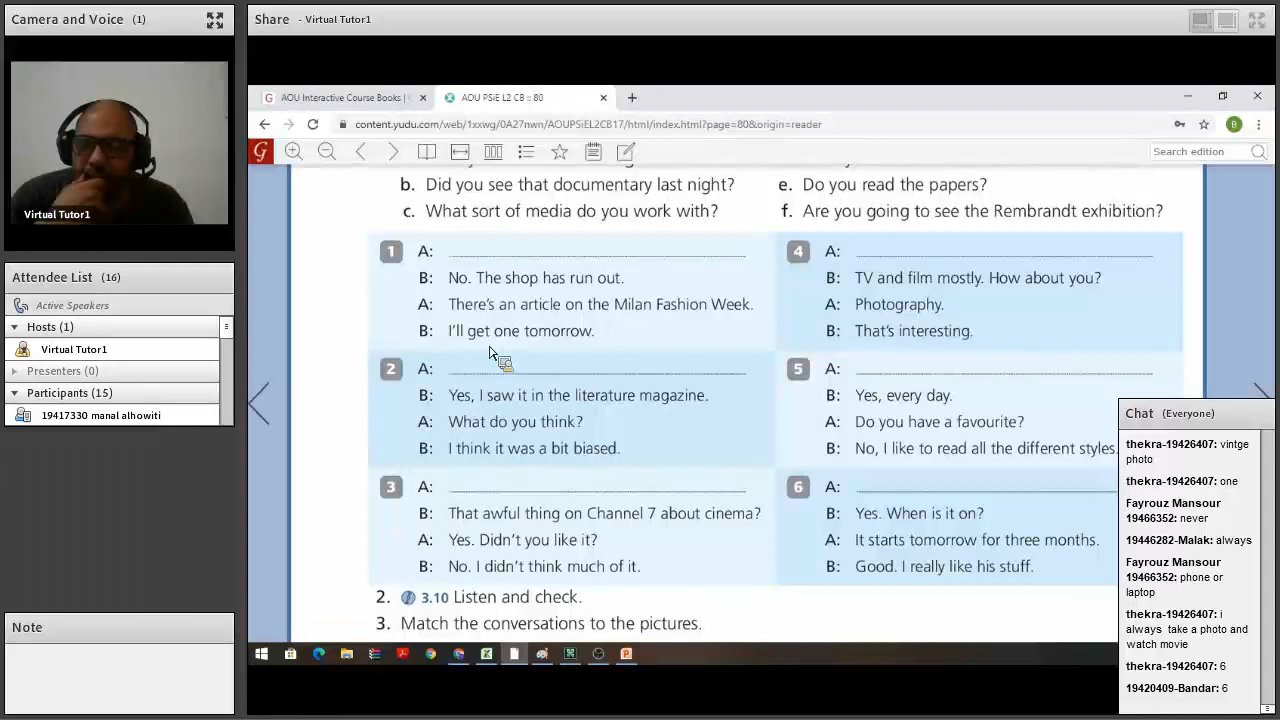 Camera and Voice (1)
Share - Virtual Tutor1
Virtual Tutor1
Attendee List (16)
Active Speakers
Hosts (1)
Virtual Tutor1
Presenters (0)
Participants (15)
19417330 manal alhowiti
Note
AOU Interactive Course Books |
AOU PSiE L2 CB = 80
content.yudu.com/web/1xxwg/0A27nwn/AOUPSiEL2CB17/html/index.html?page=80&origin=reader
B
G
Search edition
b. Did you see that documentary last night?
e. Do you read the papers?
c. What sort of media do you work with?
f. Are you going to see the Rembrandt exhibition?
1 A:
B: No. The shop has run out.
A: There's an article on the Milan Fashion Week.
B: I'll get one tomorrow.
2 A:
B: Yes, I saw it in the literature magazine.
A: What do you think?
B: I think it was a bit biased.
3 A:
B: That awful thing on Channel 7 about cinema?
A: Yes. Didn't you like it?
B: No. I didn't think much of it.
4 A:
B: TV and film mostly. How about you?
A: Photography.
B: That's interesting.
5 A:
B: Yes, every day.
A: Do you have a favourite?
B: No, I like to read all the different styles.
6 A:
B: Yes. When is it on?
A: It starts tomorrow for three months.
B: Good. I really like his stuff.
2. 3.10 Listen and check.
3. Match the conversations to the pictures.
Chat (Everyone)
thekra-19426407: vintge
photo
thekra-19426407: one
Fayrouz Mansour
19466352: never
19446282-Malak: always
Fayrouz Mansour
19466352: phone or
laptop
thekra-19426407: i
always take a photo and
watch movie
thekra-19426407: 6
19420409-Bandar: 6